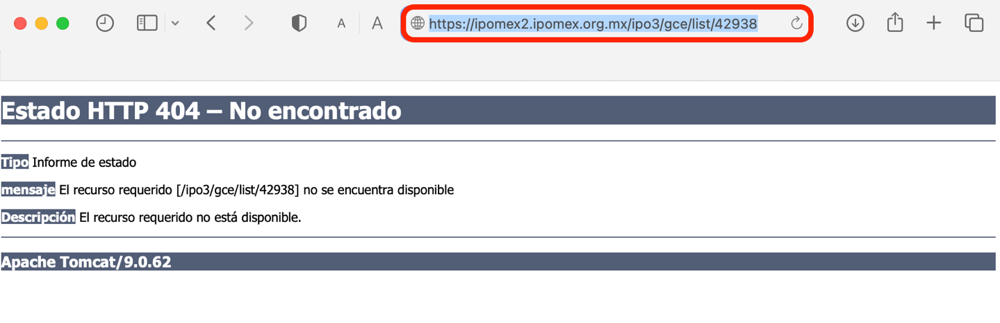 A A https://ipomex2.ipomex.org.mx/ipo3/gce/list/42938
Estado HTTP 404 – No encontrado
Tipo Informe de estado
mensaje El recurso requerido [/ipo3/gce/list/42938] no se encuentra disponible
Descripción El recurso requerido no está disponible.
Apache Tomcat/9.0.62